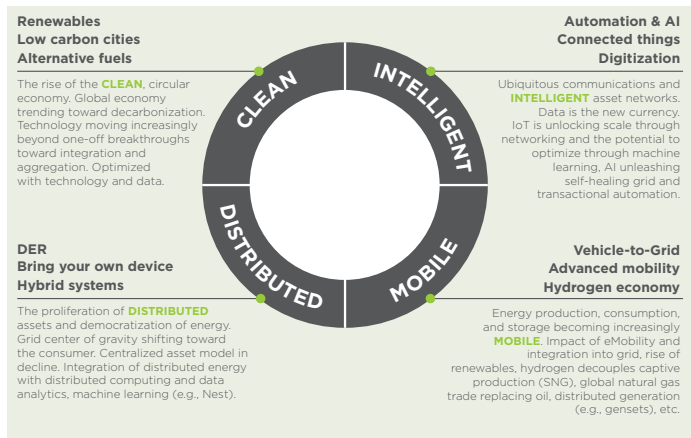 Renewables
Low carbon cities
Alternative fuels
The rise of the CLEAN, circular
economy. Global economy
trending toward decarbonization.
Technology moving increasingly
beyond one-off breakthroughs
toward integration and
aggregation. Optimized
with technology and data.
Automation & AI
Connected things
Digitization
Ubiquitous communications and
INTELLIGENT asset networks.
Data is the new currency.
IoT is unlocking scale through
networking and the potential to
optimize through machine
learning, AI unleashing
self-healing grid and
transactional automation.
CLEAN
INTELLIGENT
DISTRIBUTED
MOBILE
DER
Bring your own device
Hybrid systems
The proliferation of DISTRIBUTED
assets and democratization of energy.
Grid center of gravity shifting toward
the consumer. Centralized asset model in
decline. Integration of distributed energy
with distributed computing and data
analytics, machine learning (e.g., Nest).
Vehicle-to-Grid
Advanced mobility
Hydrogen economy
Energy production, consumption,
and storage becoming increasingly
MOBILE. Impact of eMobility and
integration into grid, rise of
renewables, hydrogen decouples captive
production (SNG), global natural gas
trade replacing oil, distributed generation
(e.g., gensets), etc.